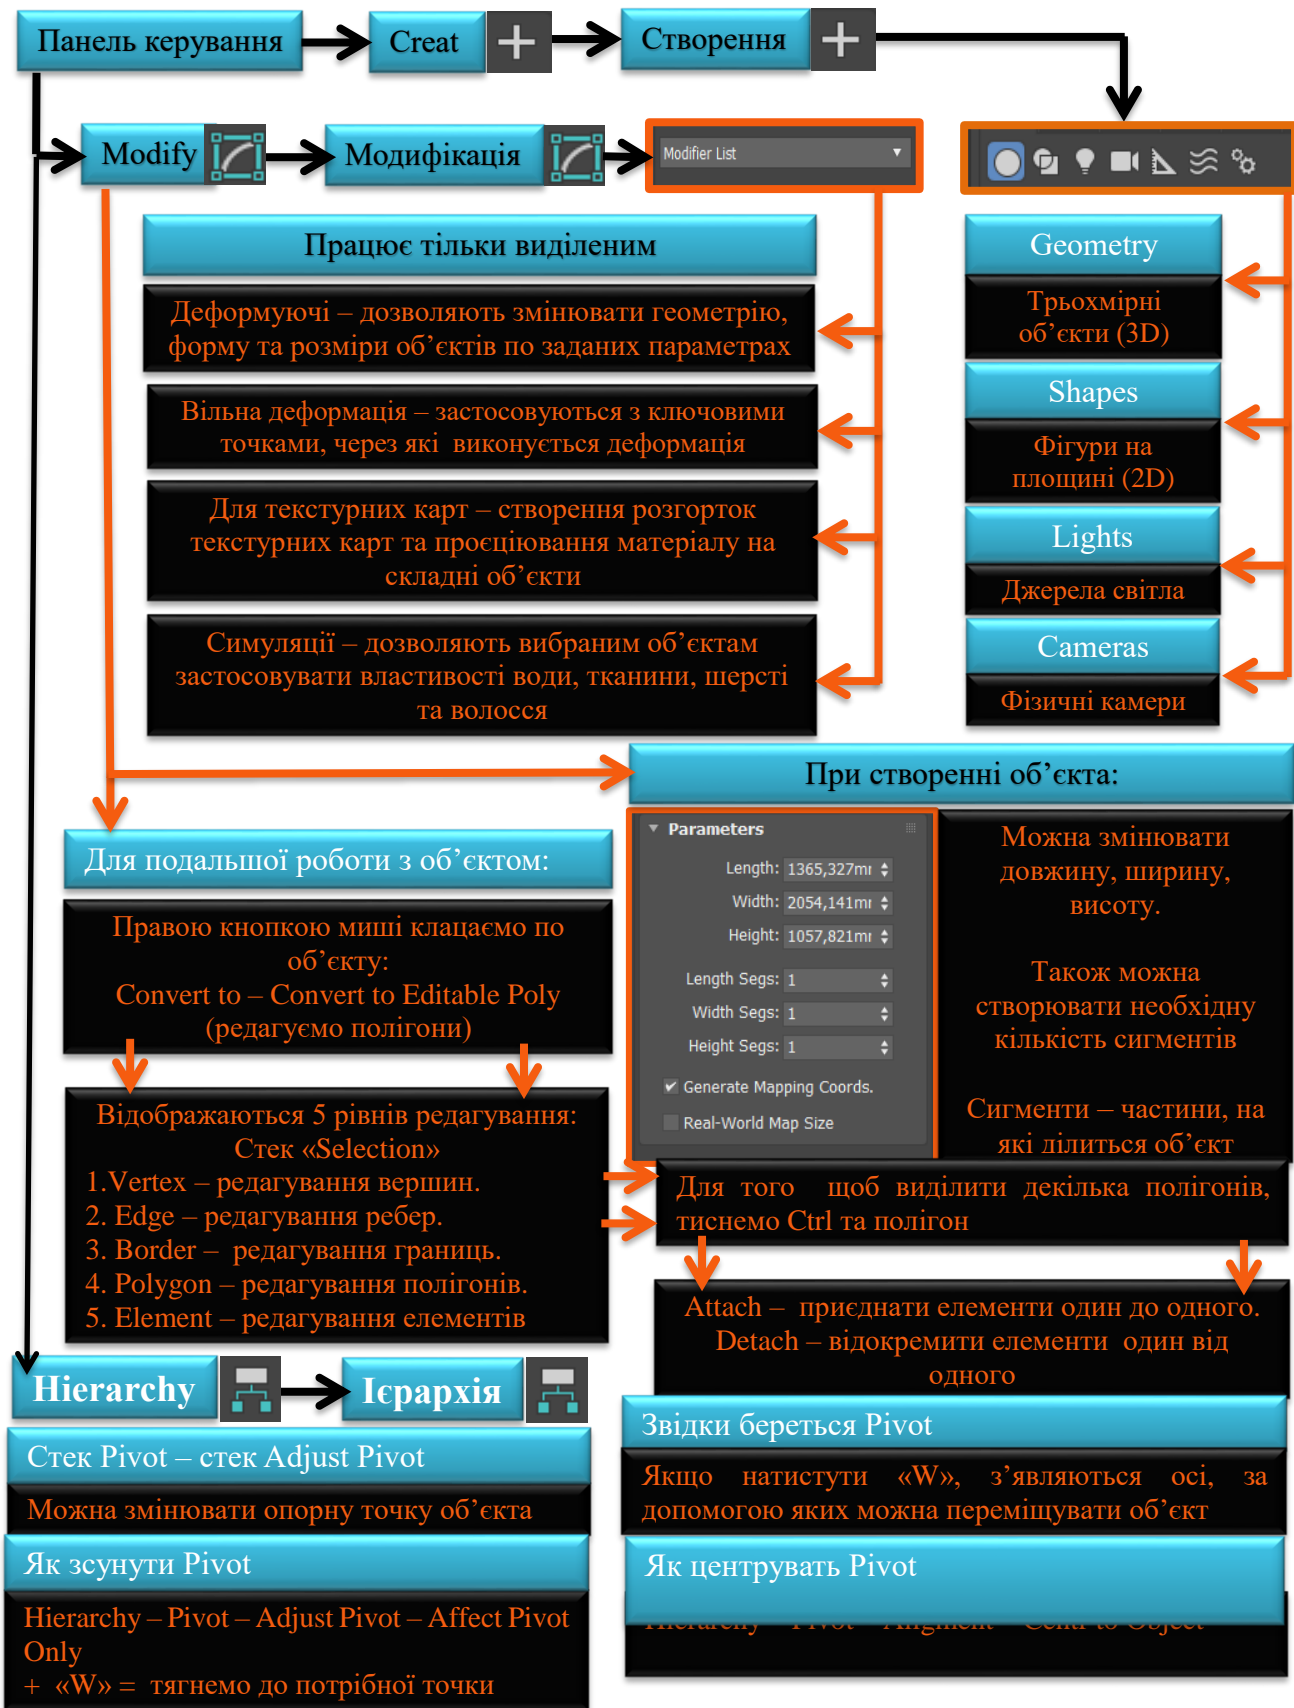 Панель керування
Creat
Створення
Modify
Модифікація
Modifier List
Працює тільки виділеним
Деформуючі – дозволяють змінювати геометрію,
форму та розміри об’єктів по заданих параметрах
Вільна деформація – застосовуються з ключовими
точками, через які виконується деформація
Для текстурних карт – створення розгорток
текстурних карт та проєціювання матеріалу на
складні об’єкти
Симуляції – дозволяють вибраним об’єктам
застосовувати властивості води, тканини, шерсті
та волосся
Geometry
Трьохмірні
об’єкти (3D)
Shapes
Фігури на
площині (2D)
Lights
Джерела світла
Cameras
Фізичні камери
При створенні об’єкта:
Parameters
Length: 1365,327mr
Width: 2054,141mr
Height: 1057,821mr
Length Segs: 1
Width Segs: 1
Height Segs: 1
Generate Mapping Coords.
Real-World Map Size
Можна змінювати
довжину, ширину,
висоту.
Також можна
створювати необхідну
кількість сигментів
Сигменти – частини, на
які ділиться об’єкт
Для подальшої роботи з об’єктом:
Правою кнопкою миші клацаємо по
об’єкту:
Convert to – Convert to Editable Poly
(редагуємо полігони)
Відображаються 5 рівнів редагування:
Стек «Selection»
1.Vertex – редагування вершин.
2. Edge – редагування ребер.
3. Border – редагування границь.
4. Polygon – редагування полігонів.
5. Element – редагування елементів
Для того щоб виділити декілька полігонів,
тиснемо Ctrl та полігон
Attach – приєднати елементи один до одного.
Detach – відокремити елементи один від
одного
Hierarchy
Ієрархія
Стек Pivot – стек Adjust Pivot
Можна змінювати опорну точку об’єкта
Як зсунути Pivot
Hierarchy – Pivot – Adjust Pivot – Affect Pivot
Only
+ «W» = тягнемо до потрібної точки
Звідки береться Pivot
Якщо натистути «W», з’являються осі, за
допомогою яких можна переміщувати об’єкт
Як центрувать Pivot
Hierarchy – Pivot – Aligment – Centr to Object